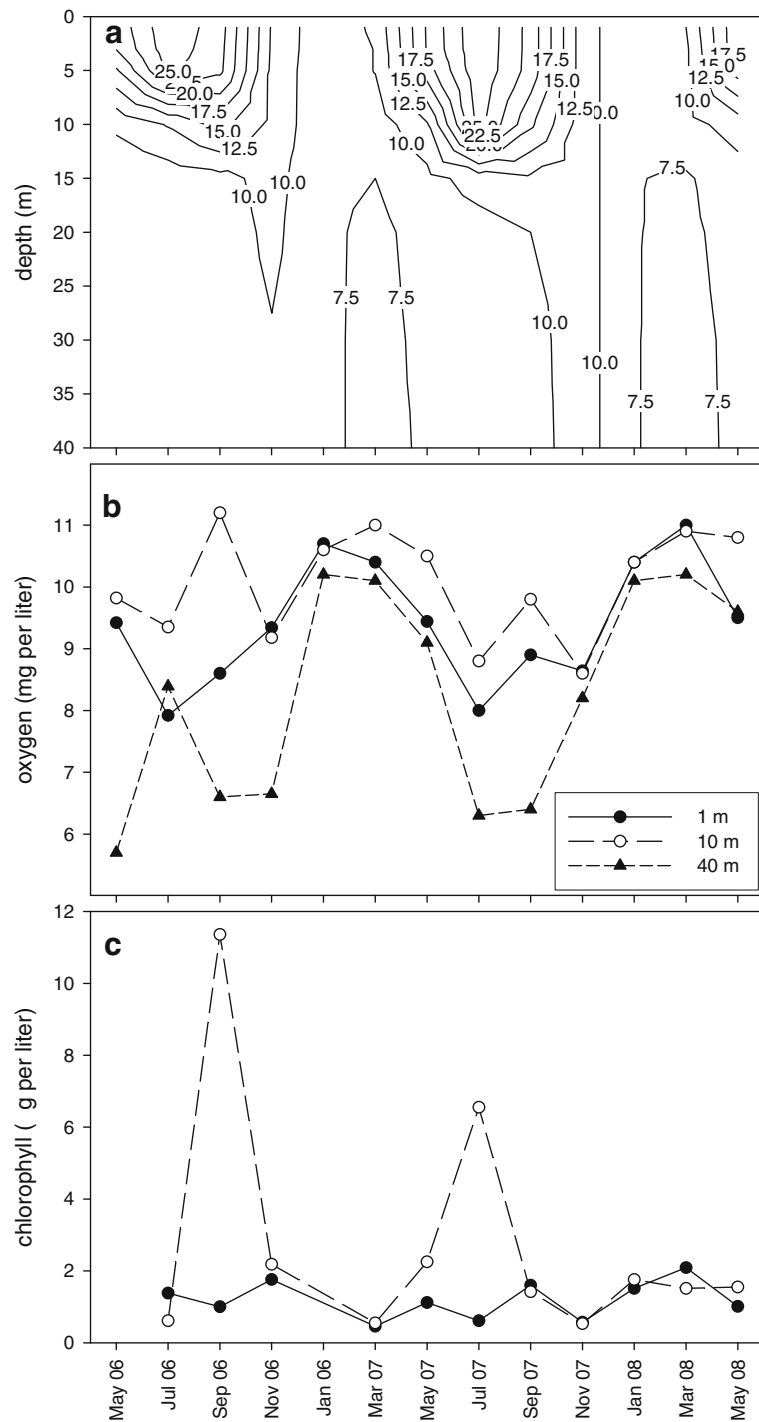 a
0
5
10
15
20
25
30
35
40
depth (m)
25.0
20.0
17.5
15.0
12.5
10.0
10.0
17.5
15.0
12.5
10.0
22.5
17.5
15.0
12.5
17.5
12.5
10.0
7.5
7.5
7.5
10.0
10.0
7.5
7.5
b
11
10
9
8
7
6
oxygen (mg per liter)
1 m
10 m
40 m
c
12
10
8
6
4
2
0
chlorophyll ( g per liter)
May 06
Jul 06
Sep 06
Nov 06
Jan 07
Mar 07
May 07
Jul 07
Sep 07
Nov 07
Jan 08
Mar 08
May 08